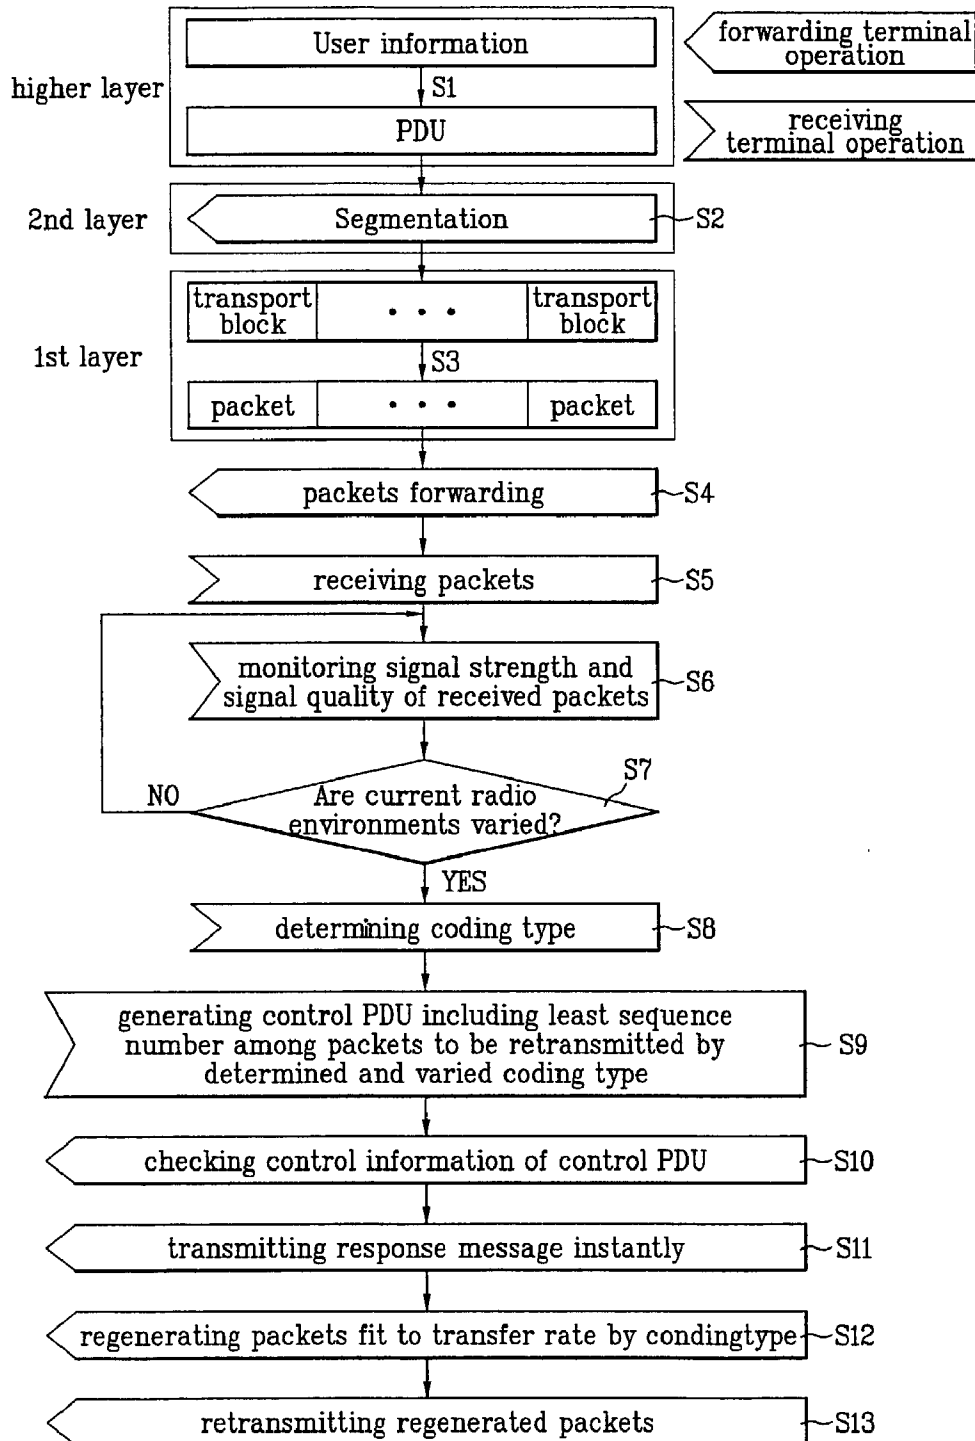 User information
S1
PDU
higher layer
forwarding terminal
operation
receiving
terminal operation
2nd layer
Segmentation
S2
1st layer
transport
block
• • •
transport
block
S3
packet
• • •
packet
packets forwarding
S4
receiving packets
S5
monitoring signal strength and
signal quality of received packets
S6
S7
NO
Are current radio
environments varied?
YES
determining coding type
S8
generating control PDU including least sequence
number among packets to be retransmitted by
determined and varied coding type
S9
checking control information of control PDU
S10
transmitting response message instantly
S11
regenerating packets fit to transfer rate by condingtype
S12
retransmitting regenerated packets
S13